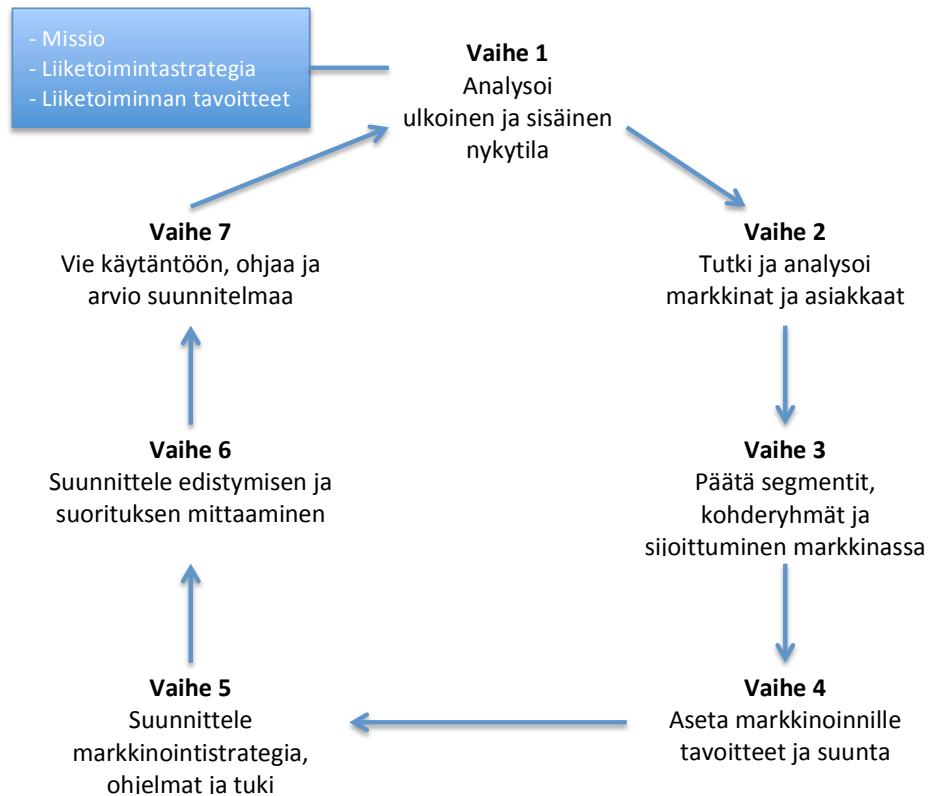 - Missio
- Liiketoimintastrategia
- Liiketoiminnan tavoitteet
Vaihe 1
Analysoi
ulkoinen ja sisäinen
nykytila
Vaihe 2
Tutki ja analysoi
markkinat ja asiakkaat
Vaihe 3
Päätä segmentit,
kohderyhmät ja
sijoittuminen markkinassa
Vaihe 4
Aseta markkinoinnille
tavoitteet ja suunta
Vaihe 5
Suunnittele
markkinointistrategia,
ohjelmat ja tuki
Vaihe 6
Suunnittele edistymisen ja
suorituksen mittaaminen
Vaihe 7
Vie käytäntöön, ohjaa ja
arvio suunnitelmaa